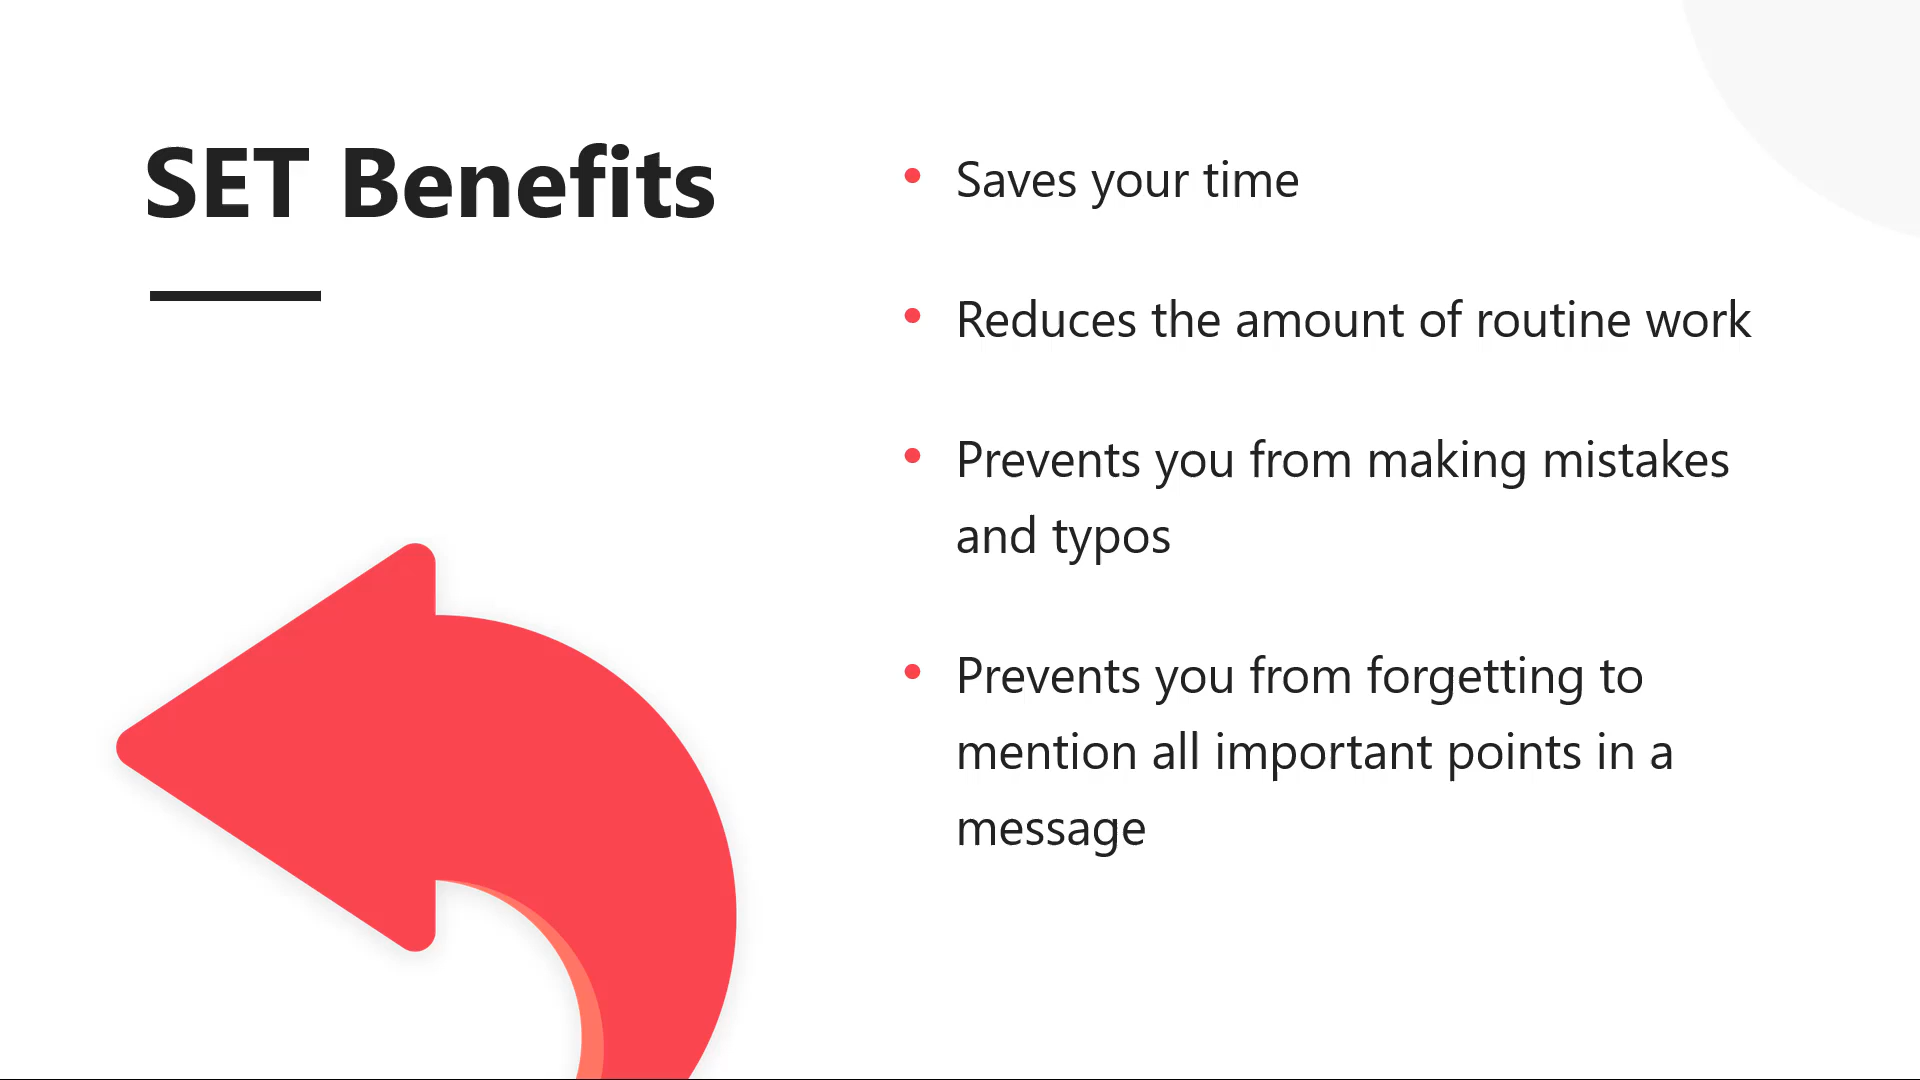 SET Benefits
• Saves your time
• Reduces the amount of routine work
• Prevents you from making mistakes
and typos
• Prevents you from forgetting to
mention all important points in a
message